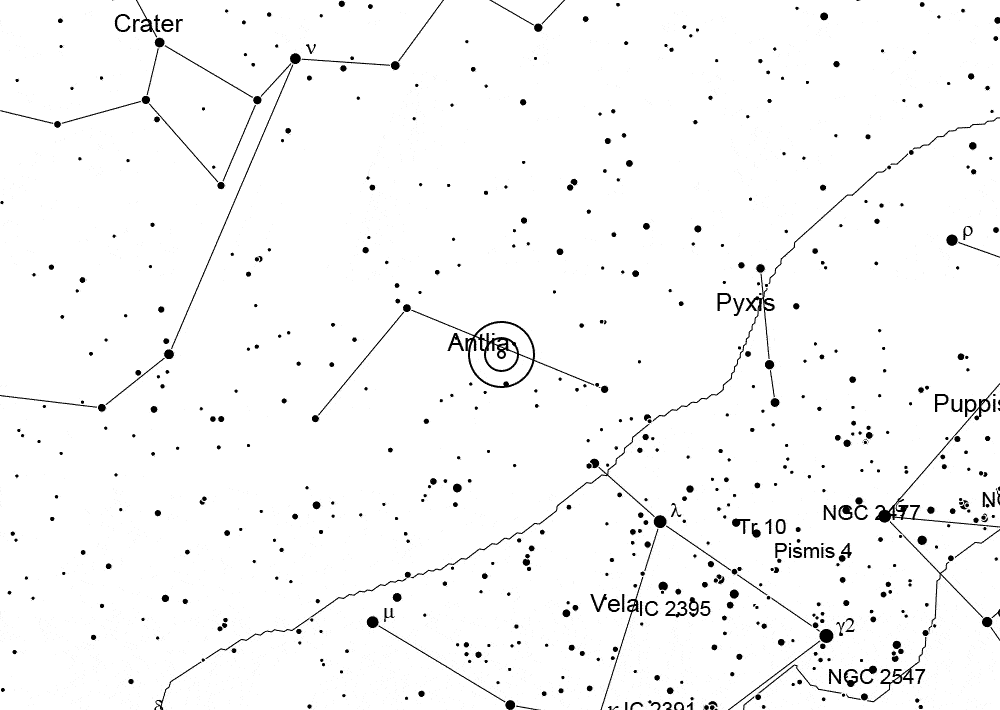 Crater
ν
ρ
Pyxis
Antlia
Puppis
λ
NGC 2477
Tr 10
Pismis 4
Vela
IC 2395
μ
γ2
NGC 2547
IC 2391